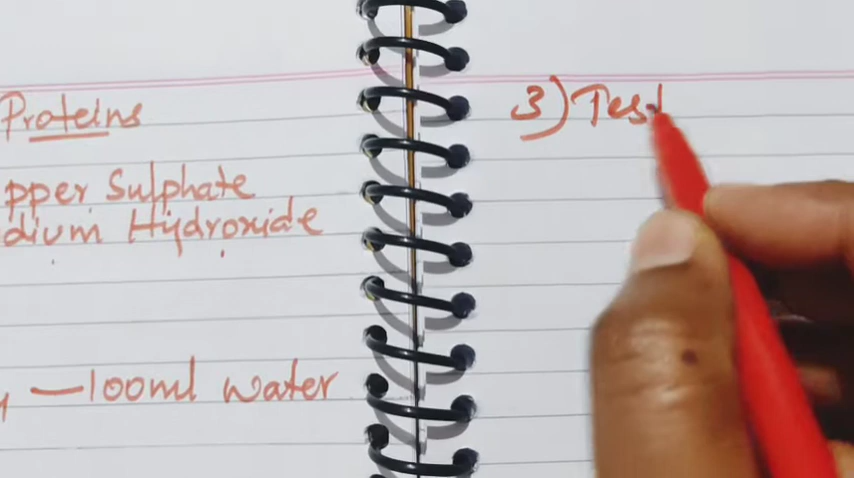 Proteins
pper Sulphate
dium Hydroxide
100ml water
3) Test